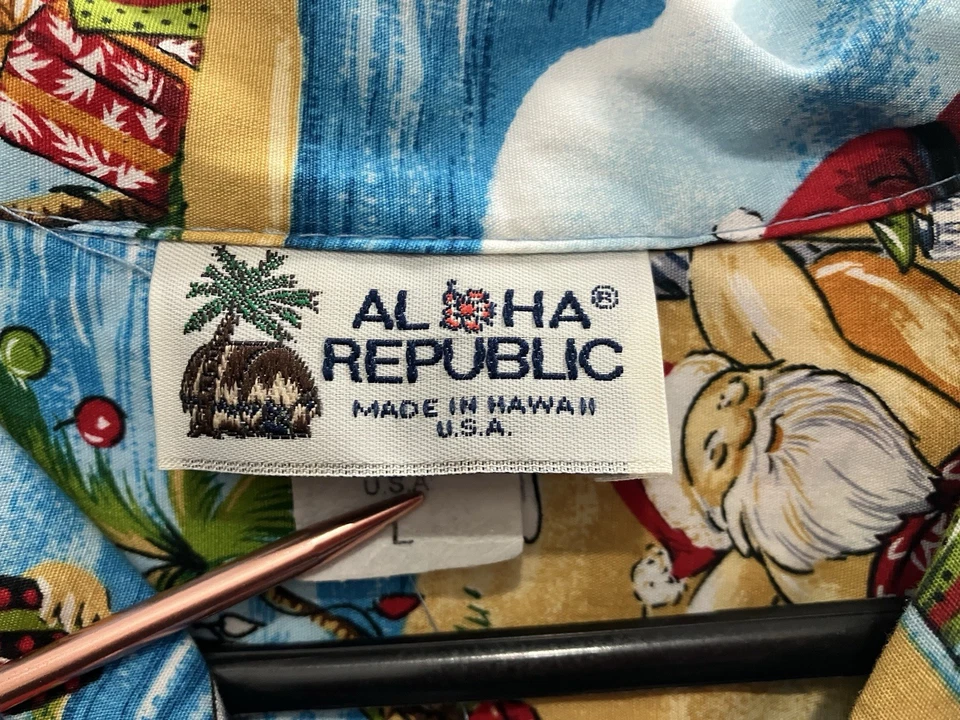 ALOHA®
REPUBLIC
MADE IN HAWAII
U.S.A.
U.S.A
L